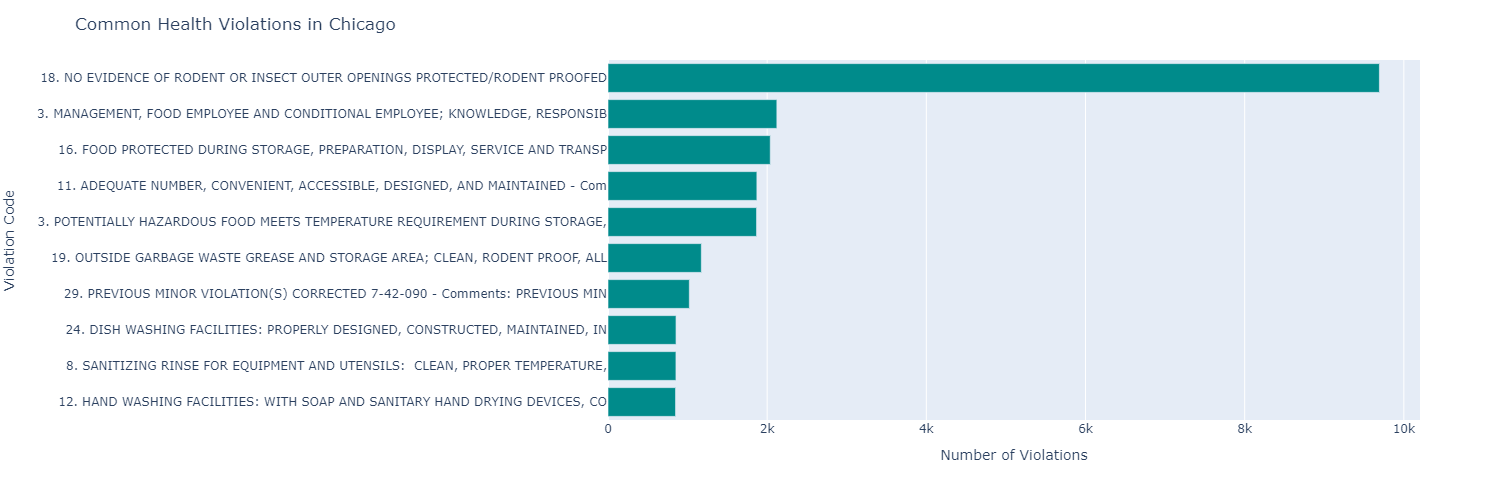 Common Health Violations in Chicago
Violation Code
18. NO EVIDENCE OF RODENT OR INSECT OUTER OPENINGS PROTECTED/RODENT PROOFED
3. MANAGEMENT, FOOD EMPLOYEE AND CONDITIONAL EMPLOYEE; KNOWLEDGE, RESPONSIB
16. FOOD PROTECTED DURING STORAGE, PREPARATION, DISPLAY, SERVICE AND TRANSP
11. ADEQUATE NUMBER, CONVENIENT, ACCESSIBLE, DESIGNED, AND MAINTAINED - Com
3. POTENTIALLY HAZARDOUS FOOD MEETS TEMPERATURE REQUIREMENT DURING STORAGE,
19. OUTSIDE GARBAGE WASTE GREASE AND STORAGE AREA; CLEAN, RODENT PROOF, ALL
29. PREVIOUS MINOR VIOLATION(S) CORRECTED 7-42-090 - Comments: PREVIOUS MIN
24. DISH WASHING FACILITIES: PROPERLY DESIGNED, CONSTRUCTED, MAINTAINED, IN
8. SANITIZING RINSE FOR EQUIPMENT AND UTENSILS:  CLEAN, PROPER TEMPERATURE,
12. HAND WASHING FACILITIES: WITH SOAP AND SANITARY HAND DRYING DEVICES, CO
0 2k 4k 6k 8k 10k
Number of Violations